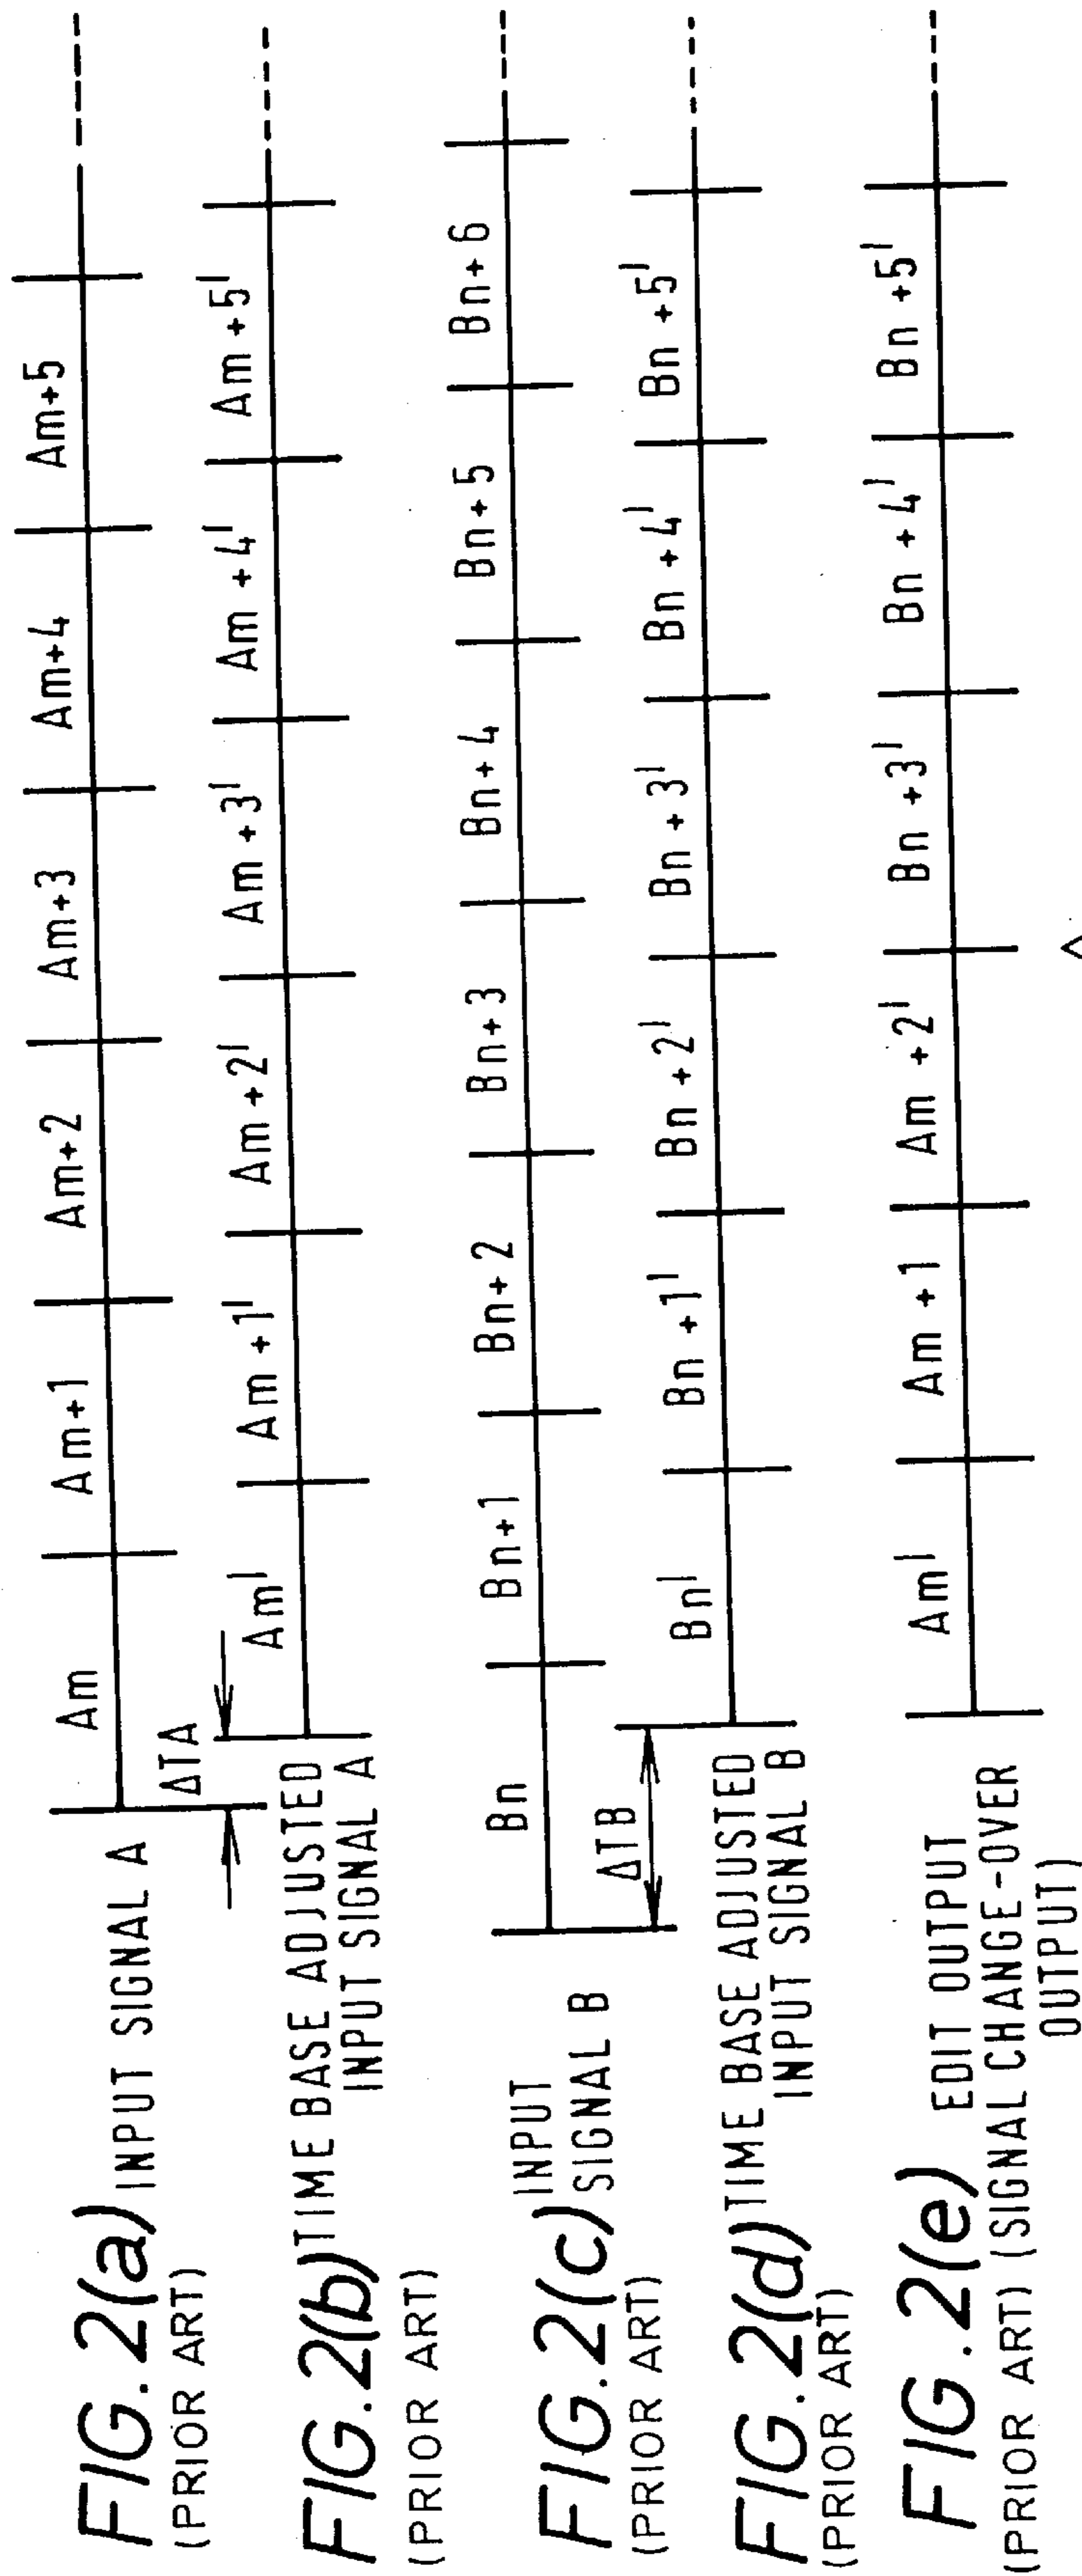 FIG. 2(a) INPUT SIGNAL A
(PRIOR ART)
Am Am+1 Am+2 Am+3 Am+4 Am+5
ΔTA
FIG. 2(b) TIME BASE ADJUSTED
INPUT SIGNAL A
(PRIOR ART)
Am' Am+1' Am+2' Am+3' Am+4' Am+5'
FIG. 2(c) INPUT
SIGNAL B
(PRIOR ART)
Bn Bn+1 Bn+2 Bn+3 Bn+4 Bn+5 Bn+6
ΔTB
FIG. 2(d) TIME BASE ADJUSTED
INPUT SIGNAL B
(PRIOR ART)
Bn' Bn+1' Bn+2' Bn+3' Bn+4' Bn+5'
FIG. 2(e) EDIT OUTPUT
(PRIOR ART) (SIGNAL CHANGE-OVER
OUTPUT)
Am' Am+1 Am+2' Bn+3' Bn+4' Bn+5'